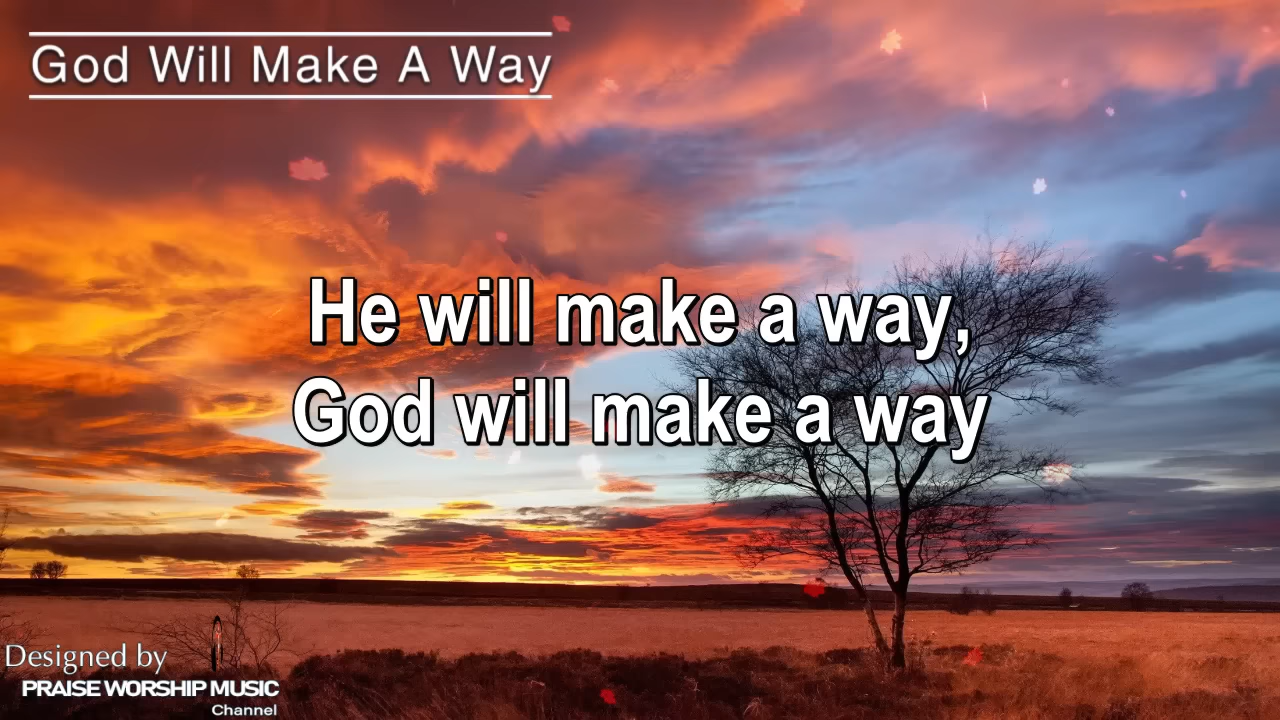 God Will Make A Way
He will make a way,
God will make a way
Designed by
PRAISE WORSHIP MUSIC
Channel